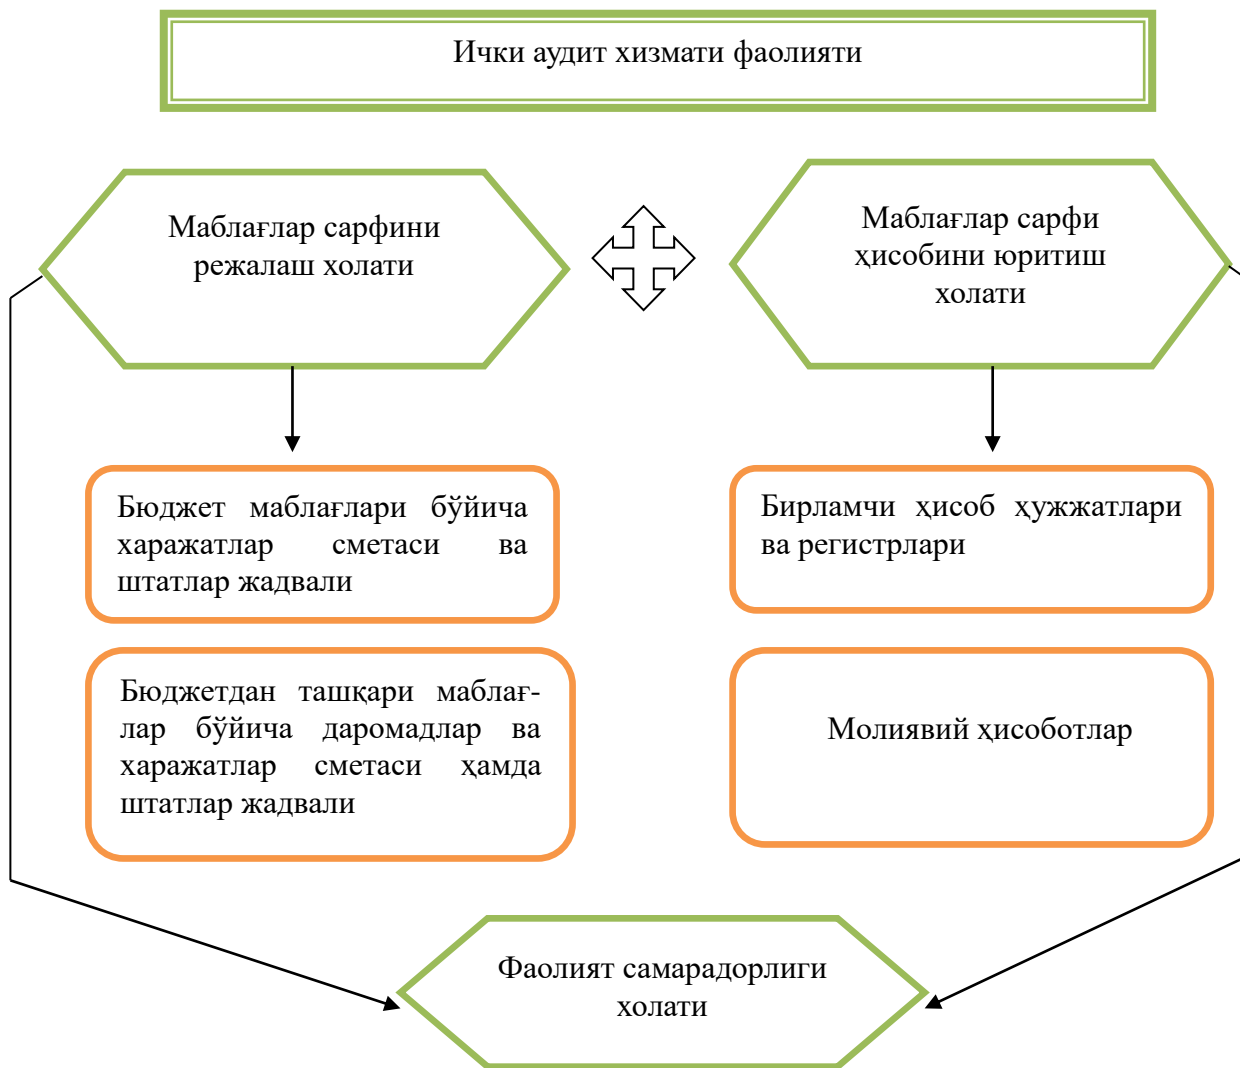 Ички аудит хизмати фаолияти
Маблағлар сарфини
режалаш холати
Маблағлар сарфи
ҳисобини юритиш
холати
Бюджет маблағлари бўйича
харажатлар сметаси ва
штатлар жадвали
Бирламчи ҳисоб ҳужжатлари
ва регистрлари
Бюджетдан ташқари маблағ-
лар бўйича даромадлар ва
харажатлар сметаси ҳамда
штатлар жадвали
Молиявий ҳисоботлар
Фаолият самарадорлиги
холати